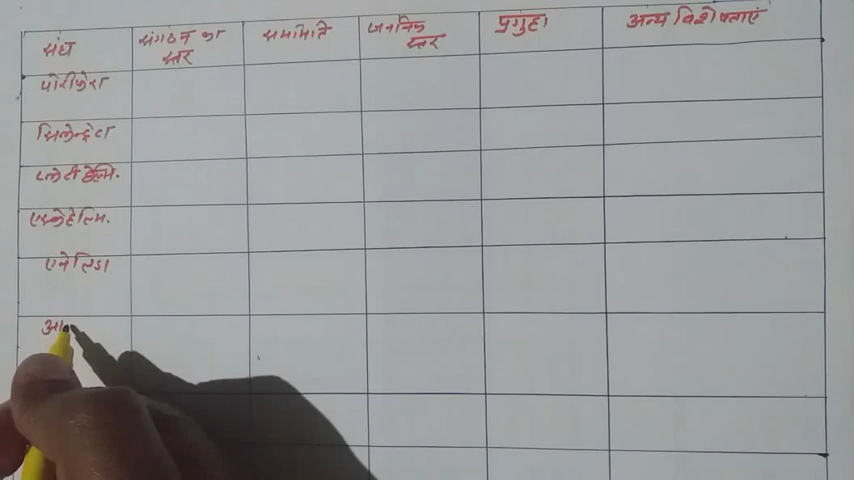 संघ संगठन का स्तर सममिति जननिक स्तर प्रगुहा अन्य विशेषताएं
पोरीफेरा
सिलेन्ट्रेटा
प्लेटीहेल्मि.
एस्केहेल्मि.
एनेलिडा
आ